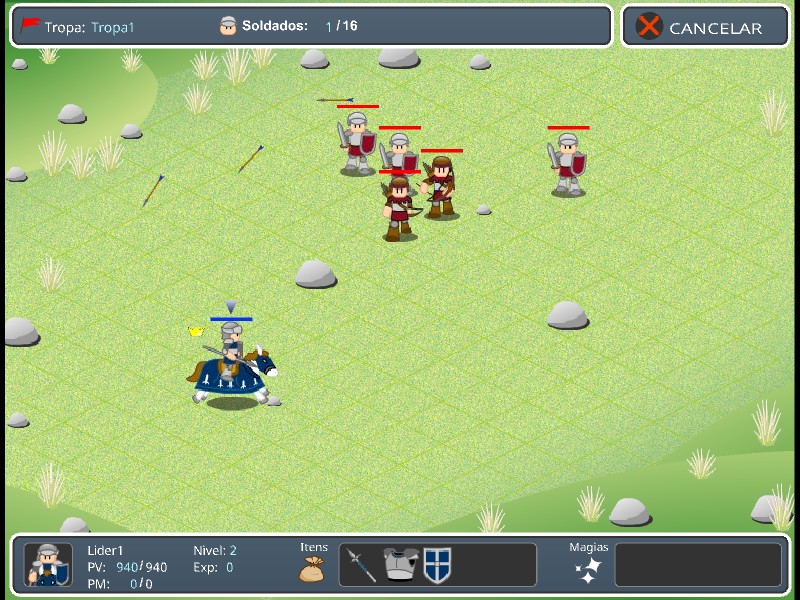 Tropa: Tropa1
Soldados: 1/16
CANCELAR
Lider1
PV: 940/940
PM: 0/0
Nivel: 2
Exp: 0
Itens
Magias